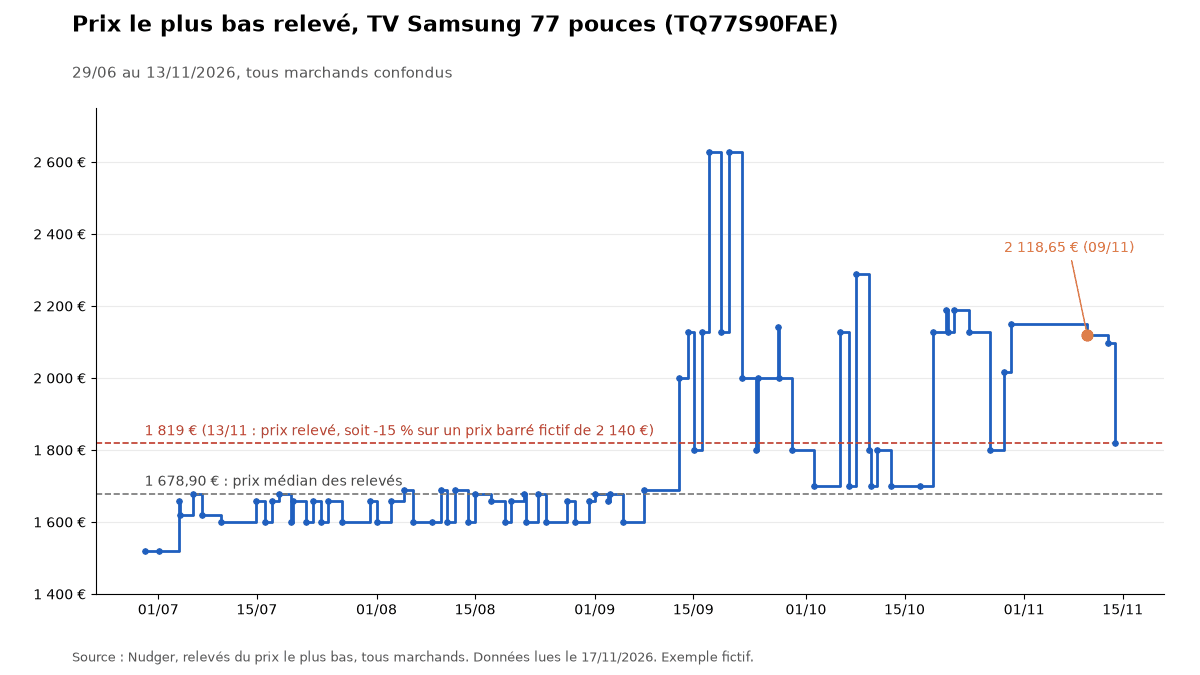 Prix le plus bas relevé, TV Samsung 77 pouces (TQ77S90FAE)
29/06 au 13/11/2026, tous marchands confondus
2 600 €
2 400 €
2 118,65 € (09/11)
2 200 €
2 000 €
1 819 € (13/11 : prix relevé, soit -15 % sur un prix barré fictif de 2 140 €)
1 800 €
1 678,90 € : prix médian des relevés
1 600 €
1 400 €
01/07 15/07 01/08 15/08 01/09 15/09 01/10 15/10 01/11 15/11
Source : Nudger, relevés du prix le plus bas, tous marchands. Données lues le 17/11/2026. Exemple fictif.